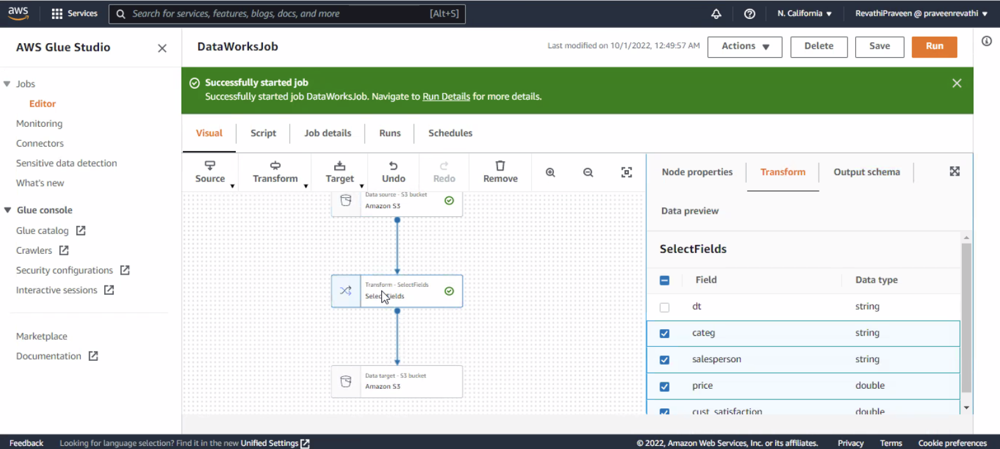 aws
Services
Search for services, features, blogs, docs, and more [Alt+S]
N. California ▼
RevathiPraveen @ praveenrevathi ▼
AWS Glue Studio
Jobs
Editor
Monitoring
Connectors
Sensitive data detection
What's new
Glue console
Glue catalog
Crawlers
Security configurations
Interactive sessions
Marketplace
Documentation
DataWorksJob
Last modified on 10/1/2022, 12:49:57 AM
Actions ▼
Delete
Save
Run
Successfully started job
Successfully started job DataWorksJob. Navigate to Run Details for more details.
Visual
Script
Job details
Runs
Schedules
Source
Transform
Target
Undo
Redo
Remove
Data source - S3 bucket
Amazon S3
Transform - SelectFields
SelectFields
Data target - S3 bucket
Amazon S3
Node properties
Transform
Output schema
Data preview
SelectFields
Field Data type
dt string
categ string
salesperson string
price double
cust_satisfaction double
Feedback
Looking for language selection? Find it in the new Unified Settings
© 2022, Amazon Web Services, Inc. or its affiliates.
Privacy
Terms
Cookie preferences